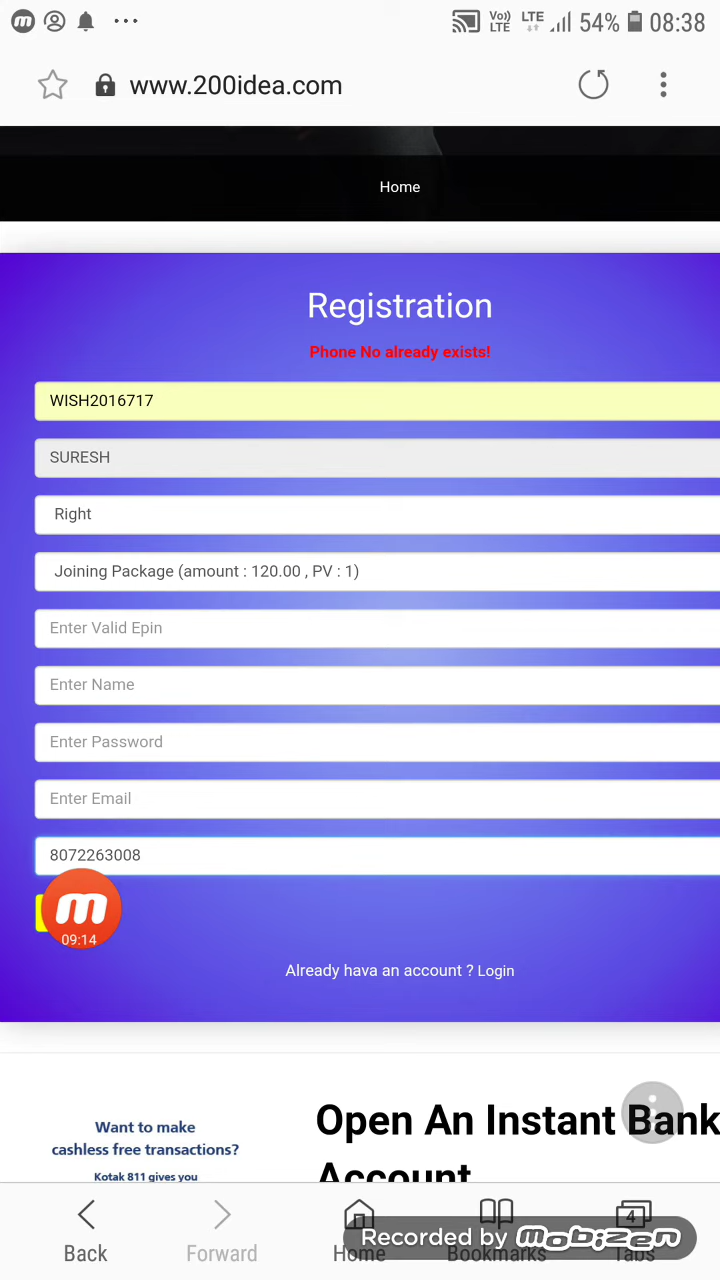 Vo)) LTE LTE 54% 08:38
www.200idea.com
Home
Registration
Phone No already exists!
WISH2016717
SURESH
Right
Joining Package (amount : 120.00 , PV : 1)
Enter Valid Epin
Enter Name
Enter Password
Enter Email
8072263008
m
09:14
Already hava an account ? Login
Want to make
cashless free transactions?
Kotak 811 gives you
Open An Instant Bank
Account
4
Back Forward Home Bookmarks Tabs
Recorded by mobizen